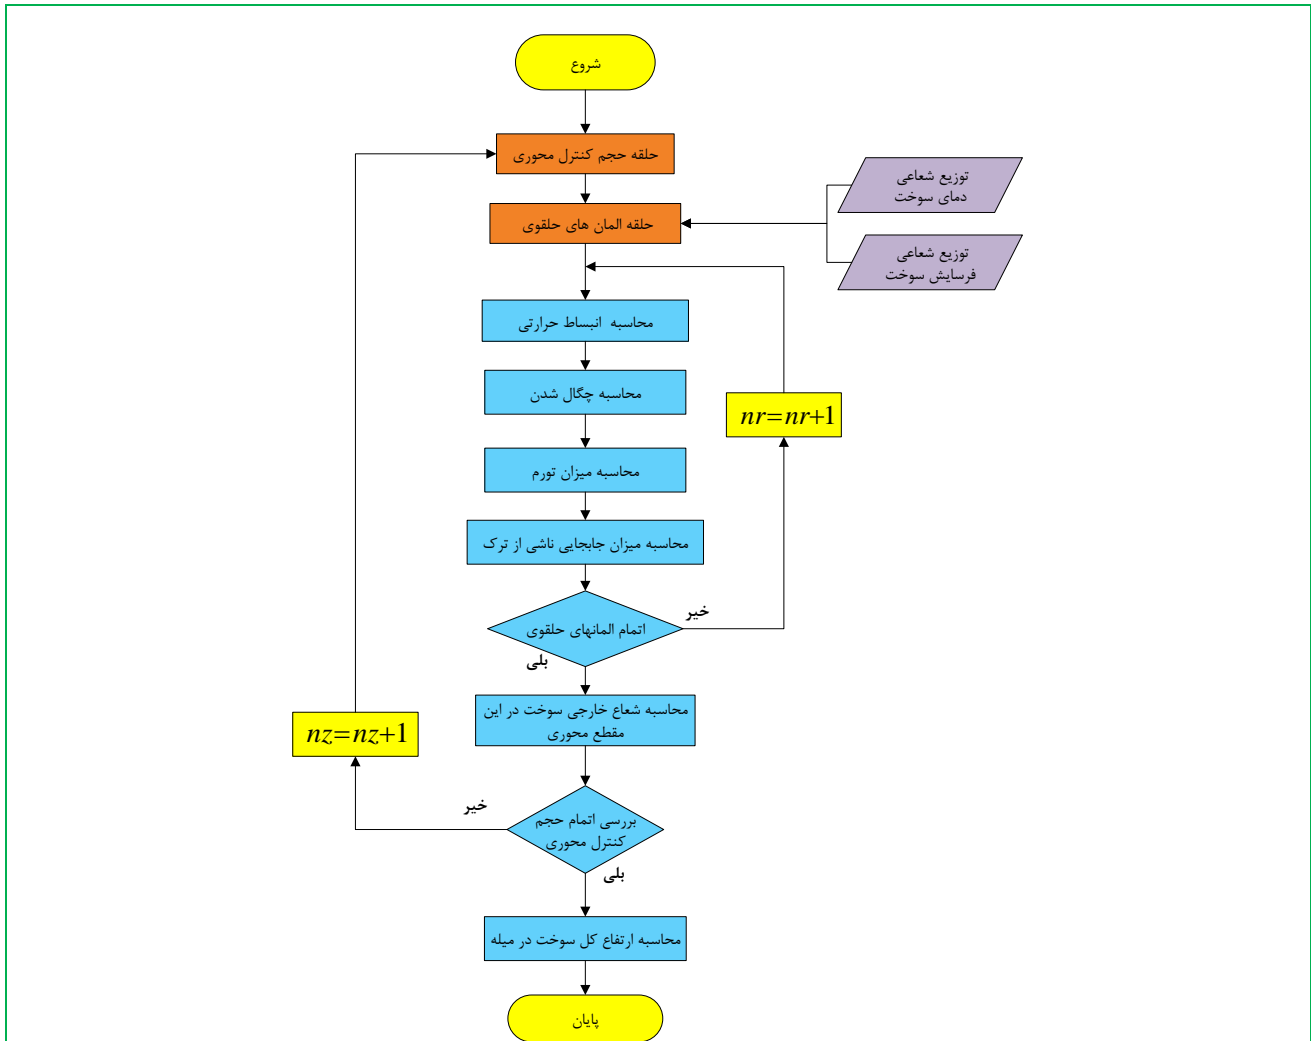 شروع
حلقه حجم کنترل محوری
توزیع شعاعی
دمای سوخت
حلقه المان های حلقوی
توزیع شعاعی
فرسایش سوخت
محاسبه انبساط حرارتی
محاسبه چگال شدن
nr=nr+1
محاسبه میزان تورم
محاسبه میزان جابجایی ناشی از ترک
خیر
اتمام المانهای حلقوی
بلی
محاسبه شعاع خارجی سوخت در این
مقطع محوری
nz=nz+1
خیر
بررسی اتمام حجم
کنترل محوری
بلی
محاسبه ارتفاع کل سوخت در میله
پایان